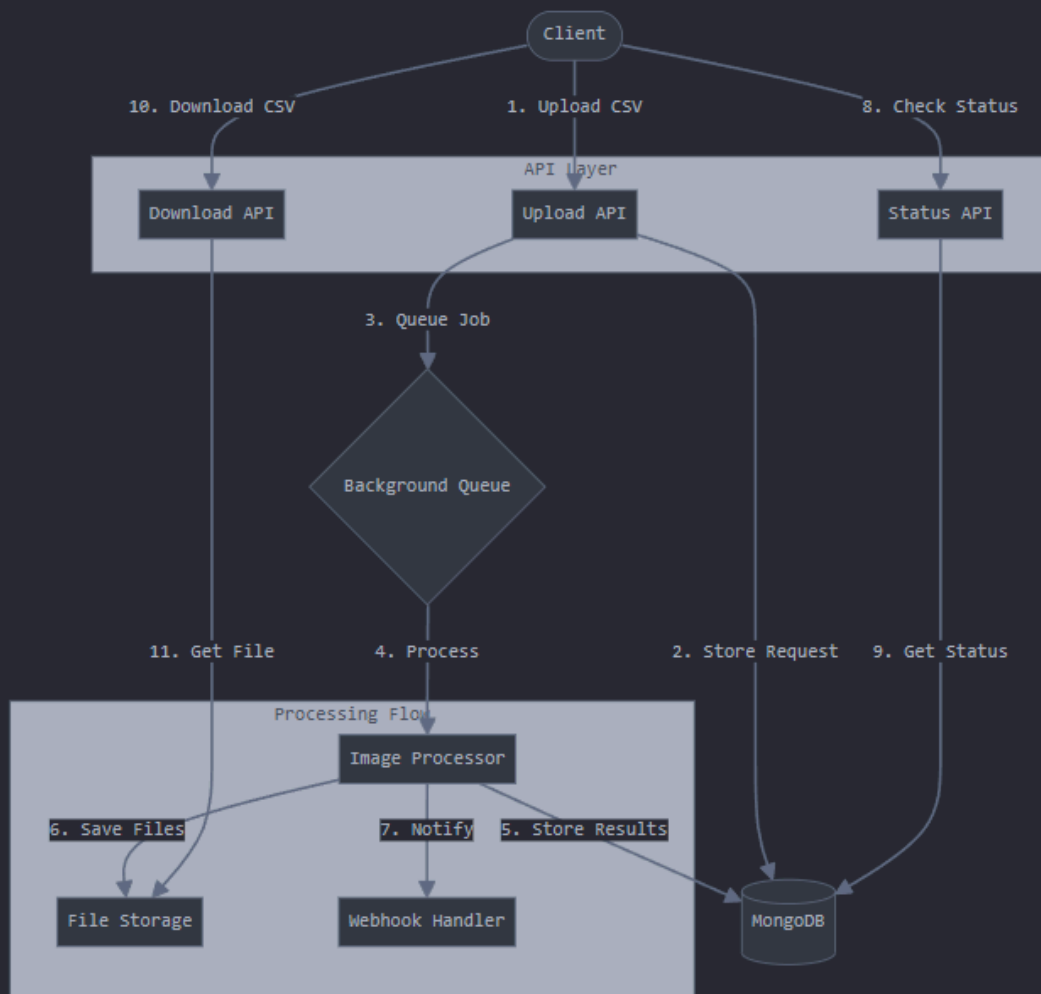 Client
10. Download CSV
1. Upload CSV
8. Check Status
API Layer
Download API
Upload API
Status API
3. Queue Job
Background Queue
11. Get File
4. Process
2. Store Request
9. Get Status
Processing Flow
Image Processor
6. Save Files
7. Notify
5. Store Results
File Storage
Webhook Handler
MongoDB